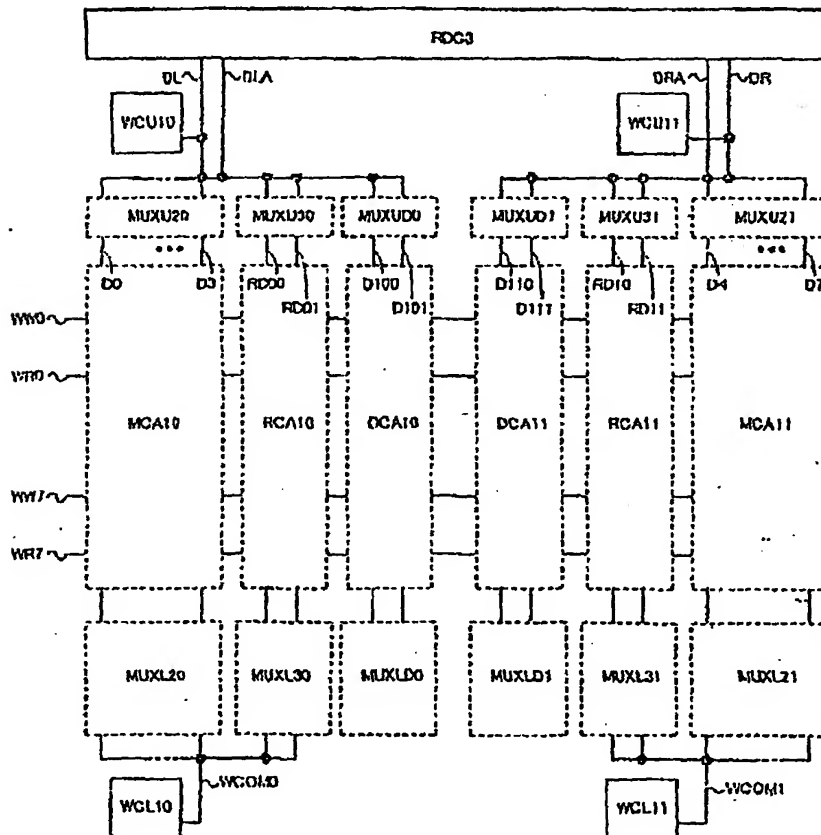 RDC3
DL DLA DRA DR
WCU10 WCU11
MUXU20 MUXU30 MUXUD0 MUXUD1 MUXU31 MUXU21
D0 D3 RD00 RD01 D100 D101 D110 D111 RD10 RD11 D4 D7
WW0
WR0
MCA10 RCA10 DCA10 DCA11 RCA11 MCA11
WW7
WR7
MUXL20 MUXL30 MUXLD0 MUXLD1 MUXL31 MUXL21
WCOM0 WCOM1
WCL10 WCL11